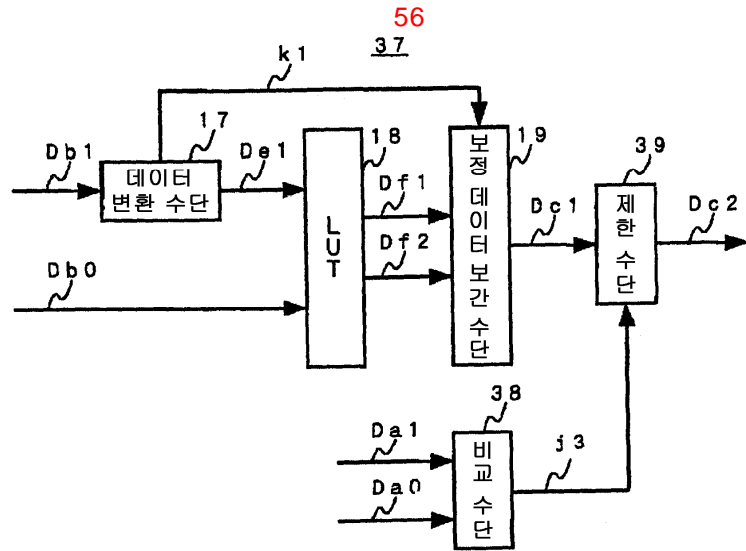 56
37
k1
17
Db1
데이터
변환 수단
De1
18
LUT
Df1
Df2
Db0
19
보정 데이터 보간 수단
Dc1
39
제한 수단
Dc2
38
Da1
Da0
비교 수단
j3